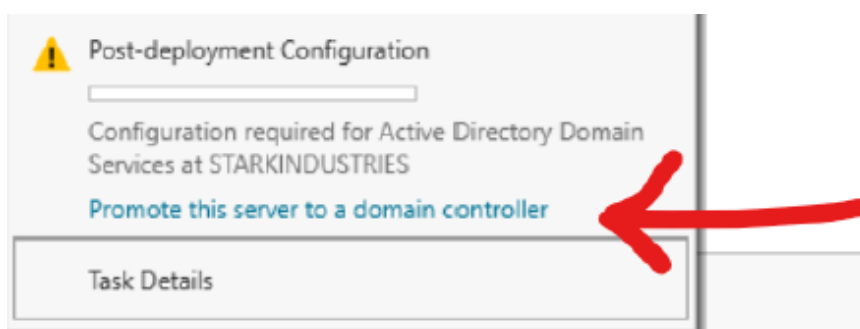 Post-deployment Configuration
Configuration required for Active Directory Domain
Services at STARKINDUSTRIES
Promote this server to a domain controller
Task Details